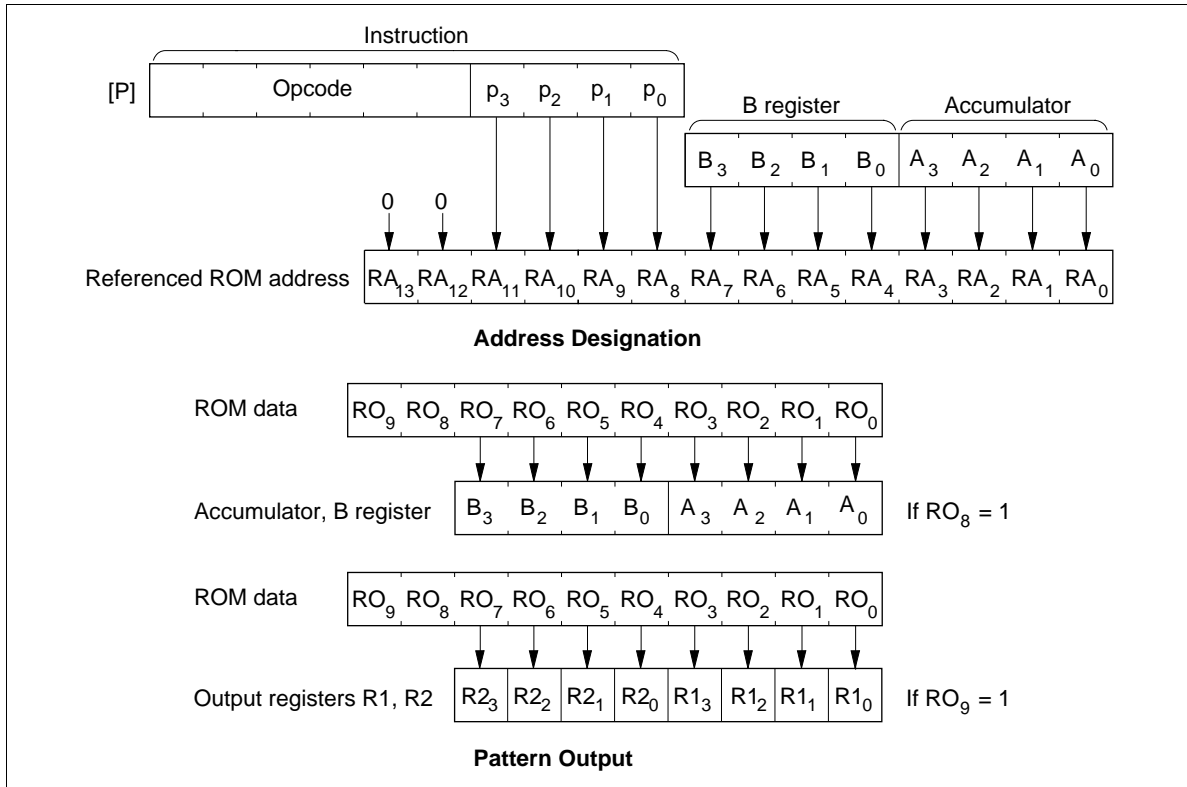 Instruction
[P] Opcode p3 p2 p1 p0
B register Accumulator
B3 B2 B1 B0 A3 A2 A1 A0
0 0
Referenced ROM address RA13 RA12 RA11 RA10 RA9 RA8 RA7 RA6 RA5 RA4 RA3 RA2 RA1 RA0
Address Designation
ROM data RO9 RO8 RO7 RO6 RO5 RO4 RO3 RO2 RO1 RO0
Accumulator, B register B3 B2 B1 B0 A3 A2 A1 A0 If RO8 = 1
ROM data RO9 RO8 RO7 RO6 RO5 RO4 RO3 RO2 RO1 RO0
Output registers R1, R2 R23 R22 R21 R20 R13 R12 R11 R10 If RO9 = 1
Pattern Output